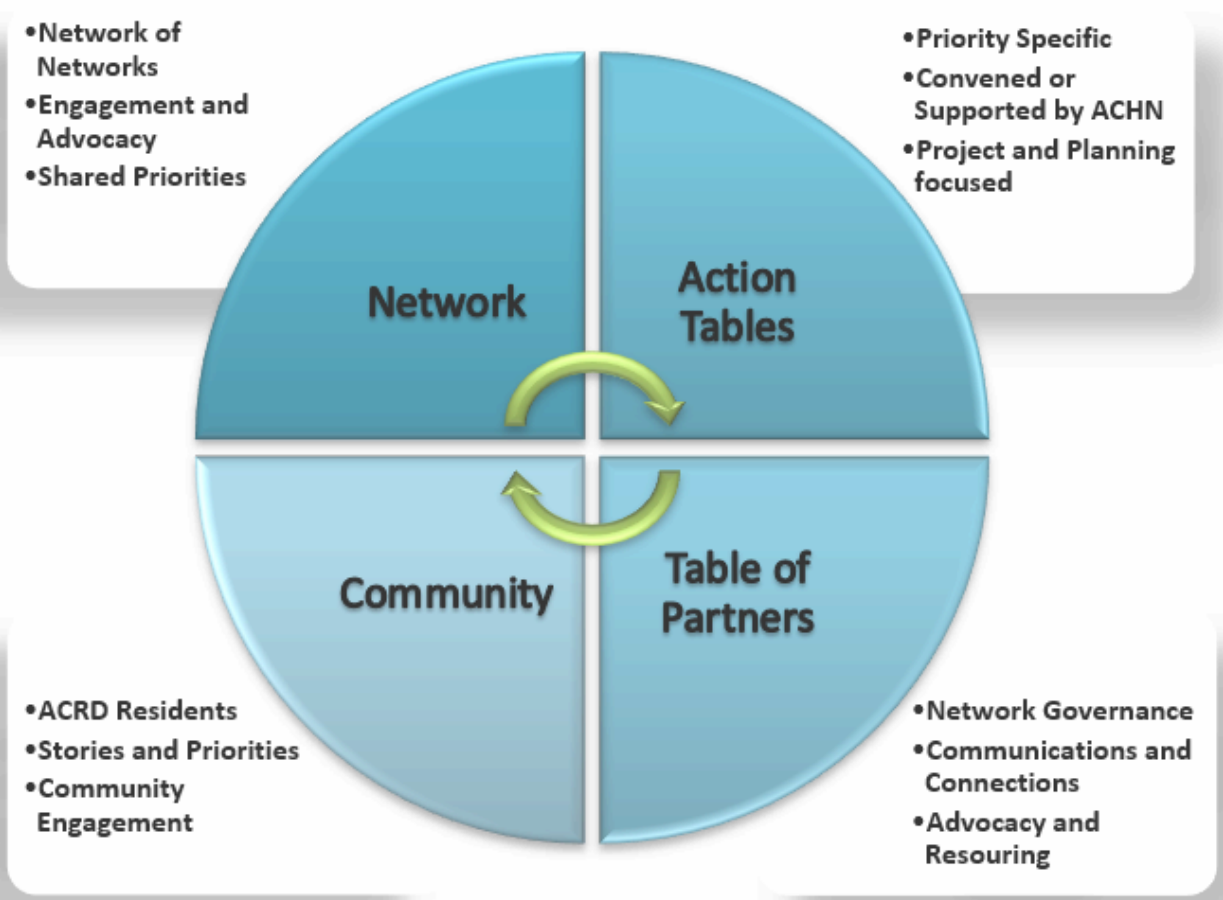 •Network of
Networks
•Engagement and
Advocacy
•Shared Priorities
•Priority Specific
•Convened or
Supported by ACHN
•Project and Planning
focused
Network
Action
Tables
Community
Table of
Partners
•ACRD Residents
•Stories and Priorities
•Community
Engagement
•Network Governance
•Communications and
Connections
•Advocacy and
Resouring